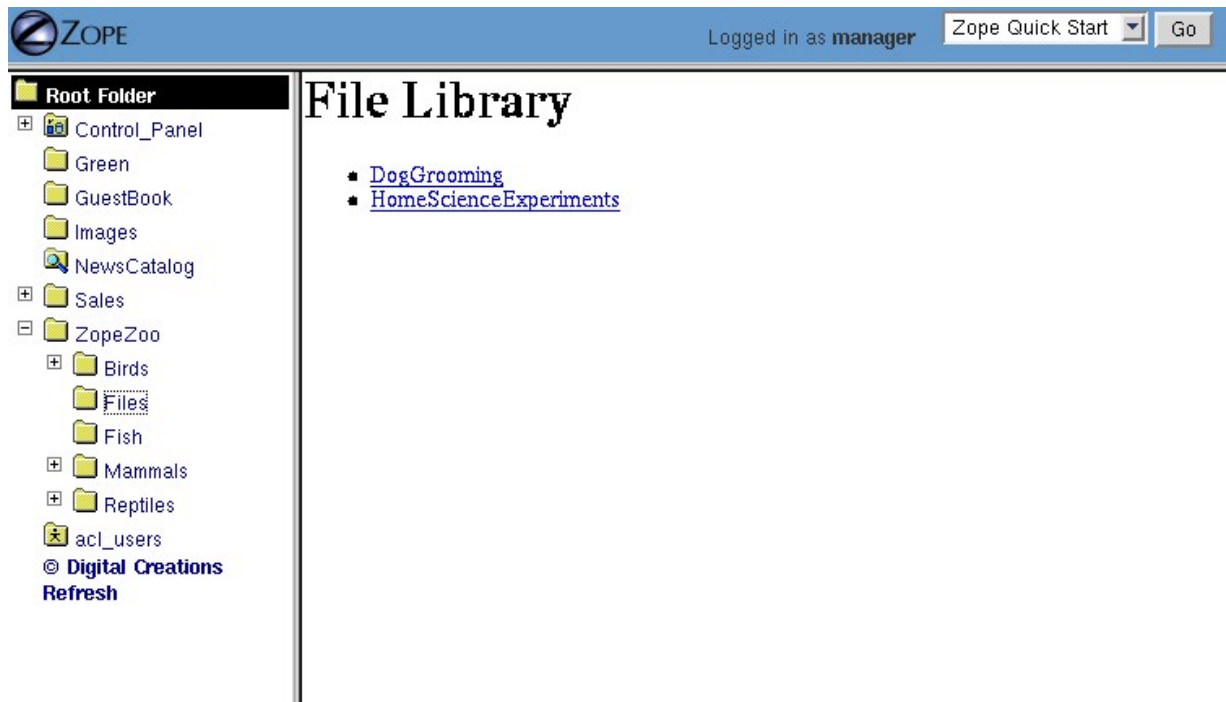 ZOPE
Logged in as manager
Zope Quick Start
Go
Root Folder
Control_Panel
Green
GuestBook
Images
NewsCatalog
Sales
ZopeZoo
Birds
Files
Fish
Mammals
Reptiles
acl_users
© Digital Creations
Refresh
File Library
DogGrooming
HomeScienceExperiments